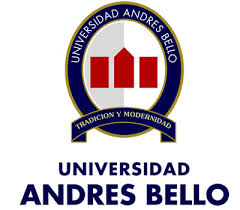 UNIVERSIDAD ANDRES BELLO
TRADICION Y MODERNIDAD
UNIVERSIDAD
ANDRES BELLO